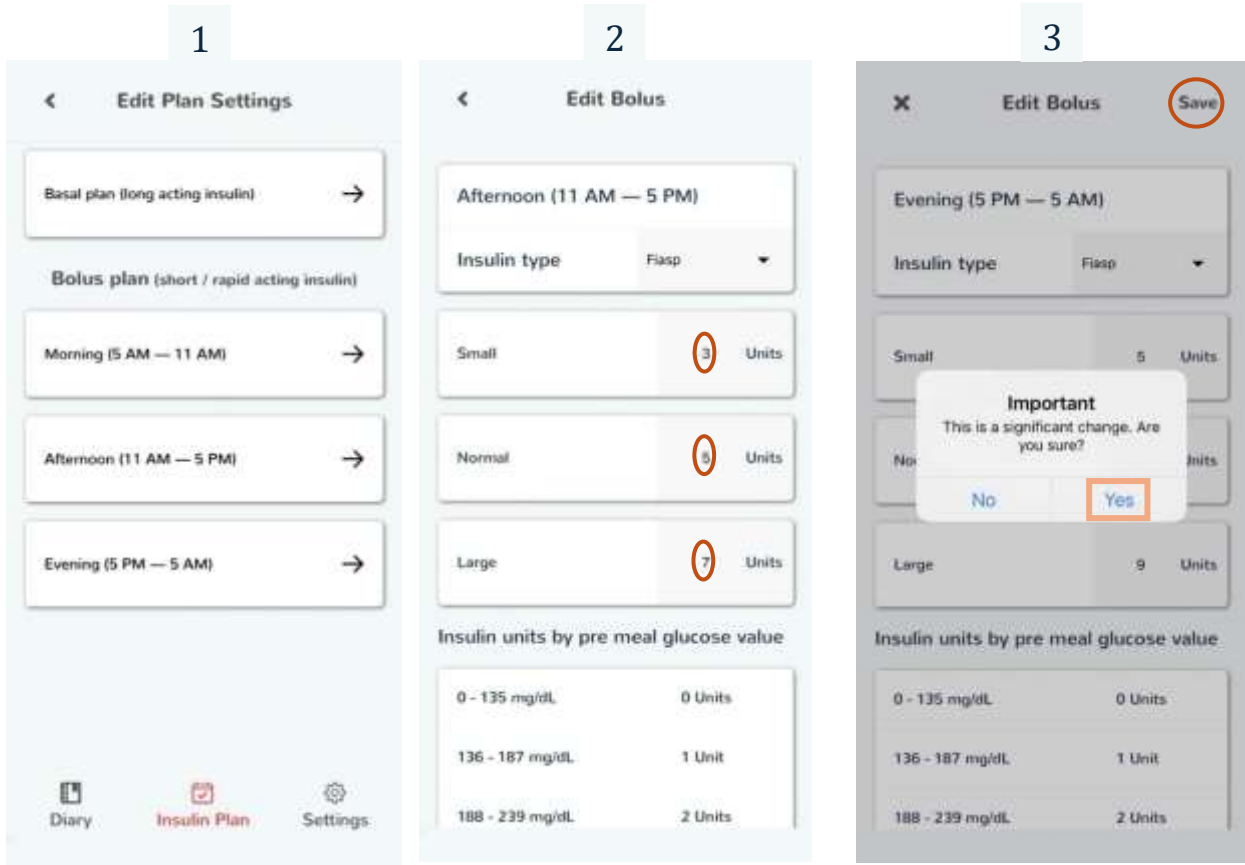 1
Edit Plan Settings
Basal plan (long acting insulin)
Bolus plan (short / rapid acting insulin)
Morning (5 AM — 11 AM)
Afternoon (11 AM — 5 PM)
Evening (5 PM — 5 AM)
Diary
Insulin Plan
Settings
2
Edit Bolus
Afternoon (11 AM — 5 PM)
Insulin type Fiasp
Small 3 Units
Normal 5 Units
Large 7 Units
Insulin units by pre meal glucose value
0 - 135 mg/dL 0 Units
136 - 187 mg/dL 1 Unit
188 - 239 mg/dL 2 Units
3
Edit Bolus Save
Evening (5 PM — 5 AM)
Insulin type Fiasp
Small 5 Units
Important
This is a significant change. Are
you sure?
No Yes
Large 9 Units
Insulin units by pre meal glucose value
0 - 135 mg/dL 0 Units
136 - 187 mg/dL 1 Unit
188 - 239 mg/dL 2 Units